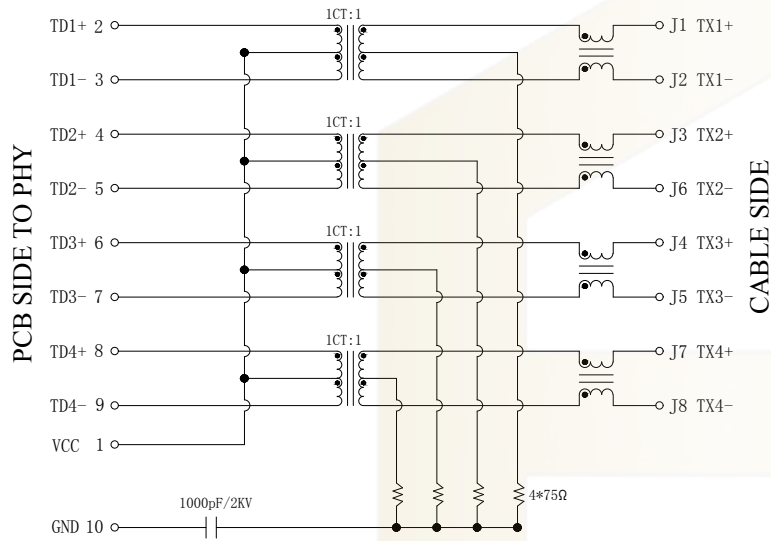 1CT:1
TD1+ 2
J1 TX1+
TD1- 3
J2 TX1-
1CT:1
TD2+ 4
J3 TX2+
TD2- 5
J6 TX2-
1CT:1
TD3+ 6
J4 TX3+
TD3- 7
J5 TX3-
1CT:1
TD4+ 8
J7 TX4+
TD4- 9
J8 TX4-
VCC 1
1000pF/2KV
4*75Ω
GND 10
PCB SIDE TO PHY
CABLE SIDE